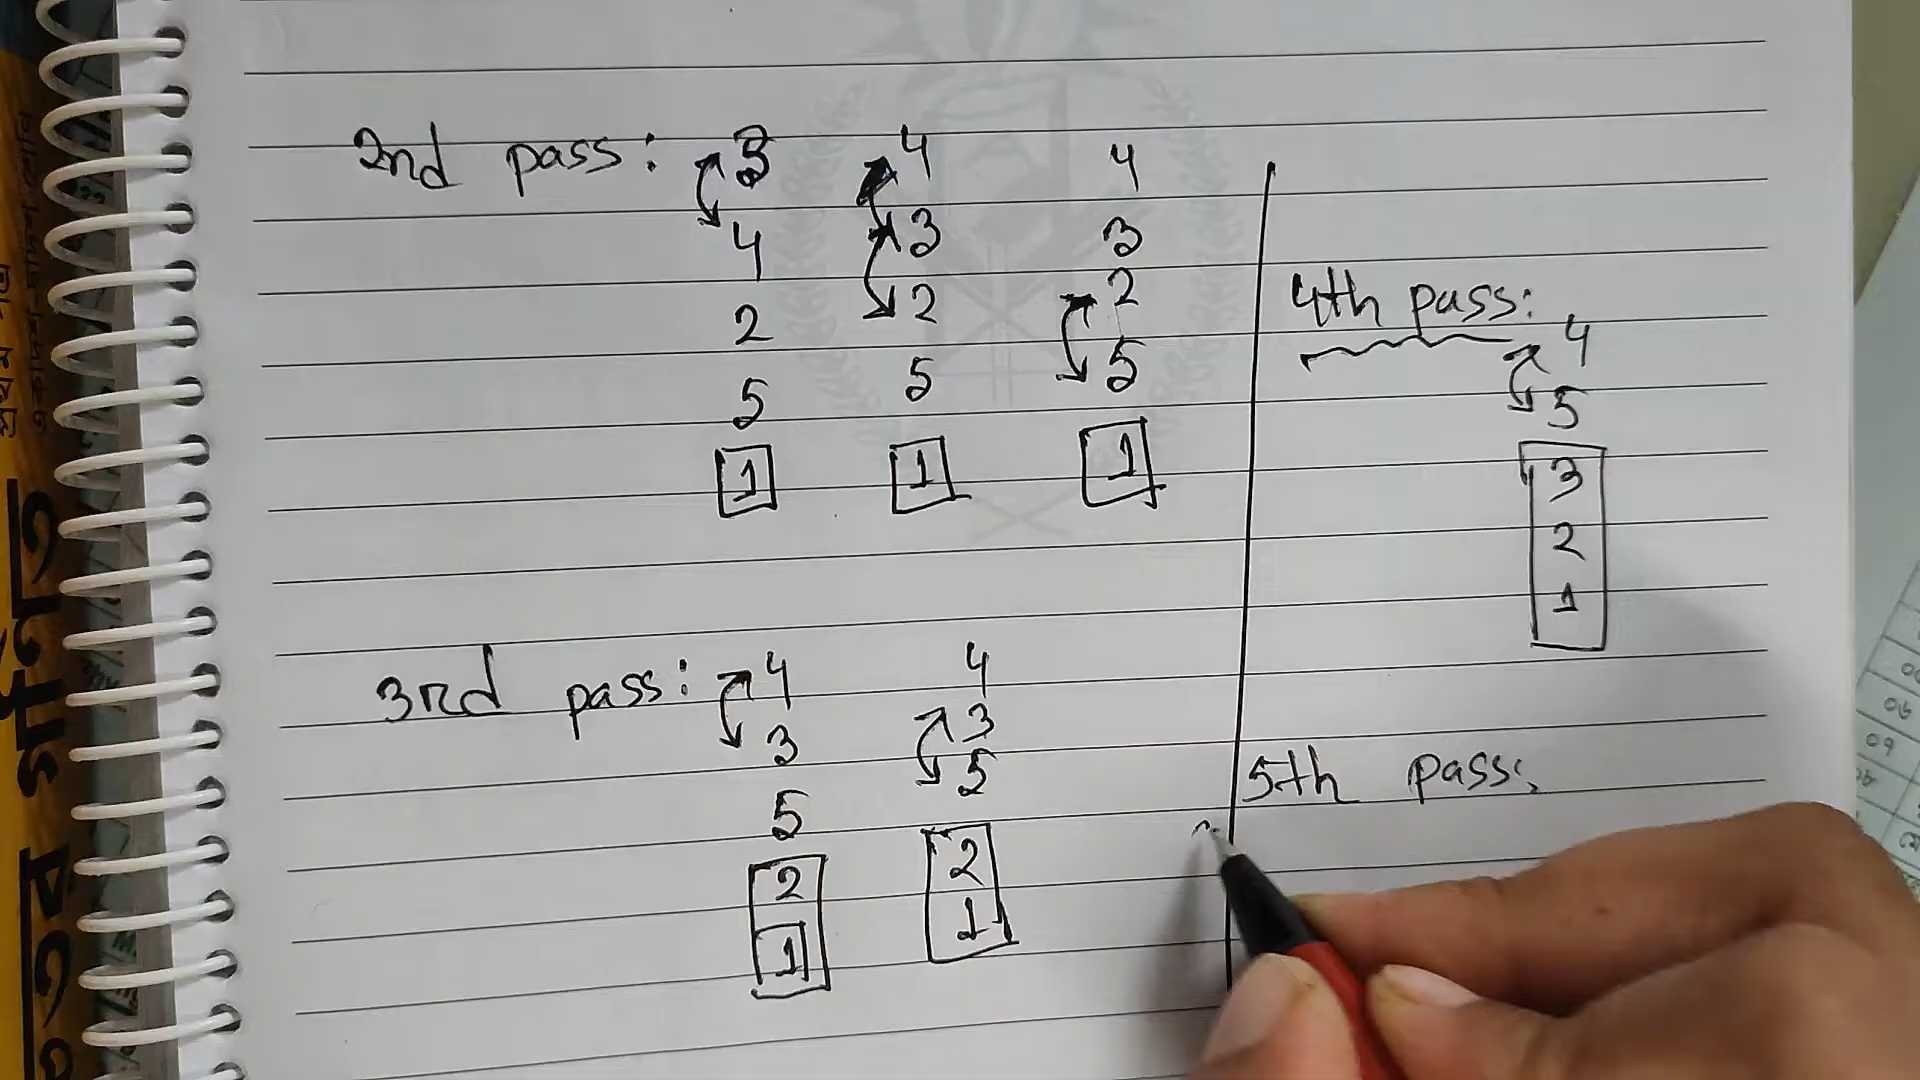 2nd pass: 3 4 4
4 3 3
2 2 2
5 5 5
1 1 1
3rd pass: 4 4
3 3
5 5
2 2
1 1
4th pass:
4
5
3
2
1
5th pass: